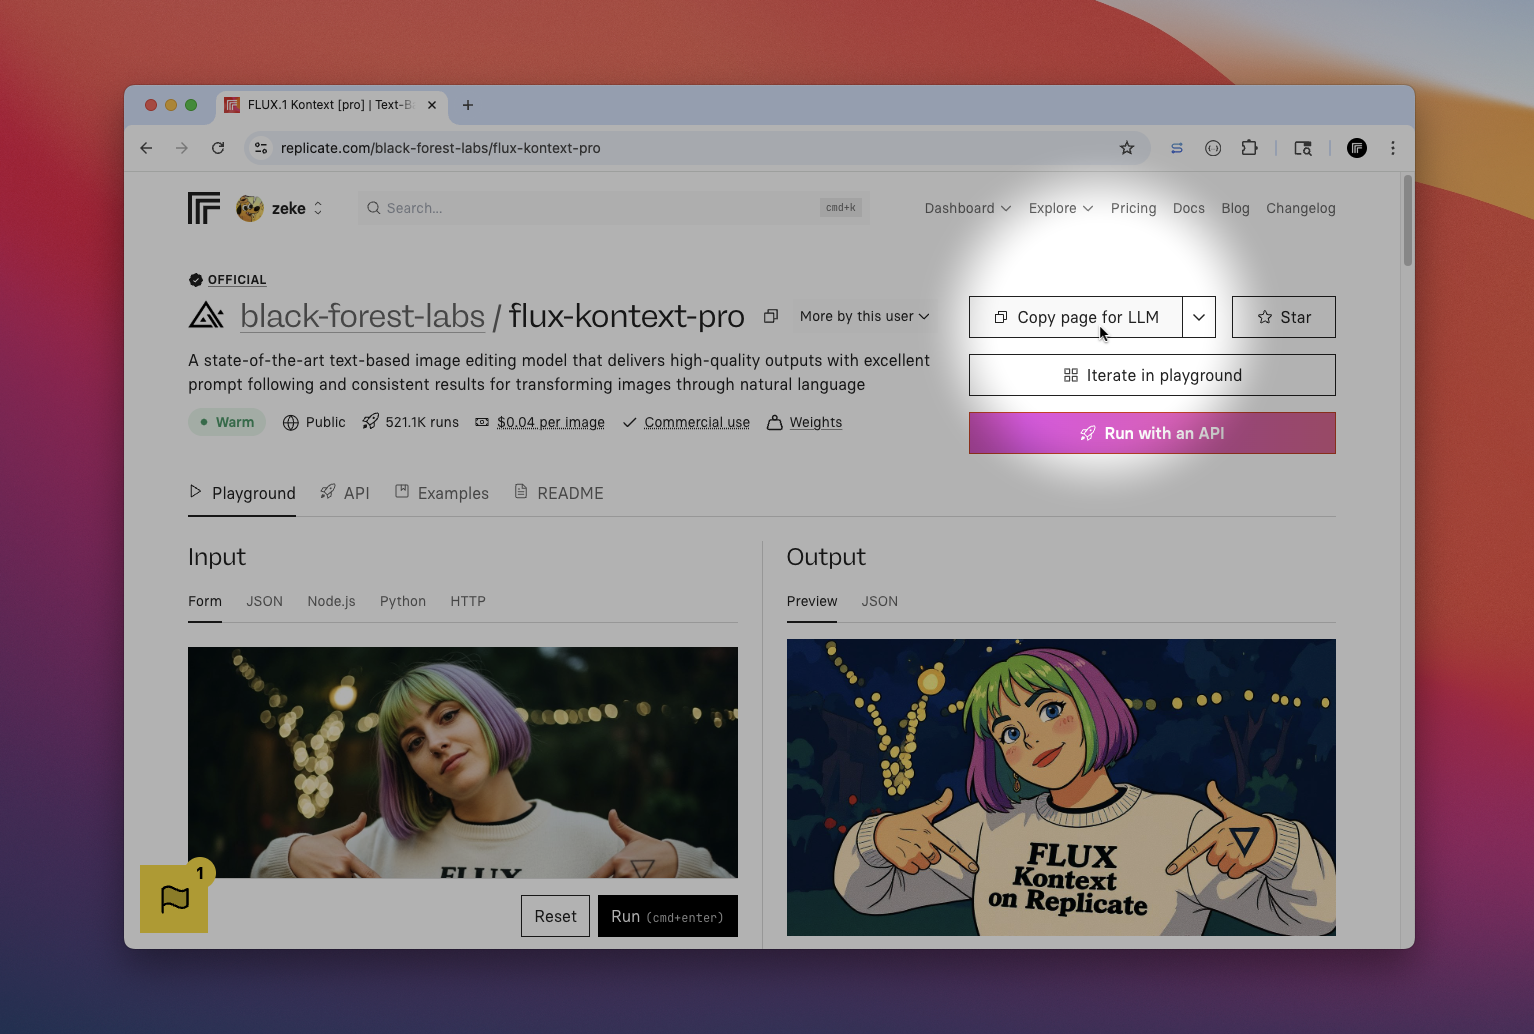 FLUX.1 Kontext [pro] | Text-B
replicate.com/black-forest-labs/flux-kontext-pro
zeke
Search...
cmd+k
Dashboard
Explore
Pricing
Docs
Blog
Changelog
OFFICIAL
black-forest-labs / flux-kontext-pro
More by this user
Copy page for LLM
Star
A state-of-the-art text-based image editing model that delivers high-quality outputs with excellent
prompt following and consistent results for transforming images through natural language
Iterate in playground
Warm
Public
521.1K runs
$0.04 per image
Commercial use
Weights
Run with an API
Playground
API
Examples
README
Input
Form
JSON
Node.js
Python
HTTP
FLUX
1
Reset
Run (cmd+enter)
Output
Preview
JSON
FLUX
Kontext
on Replicate